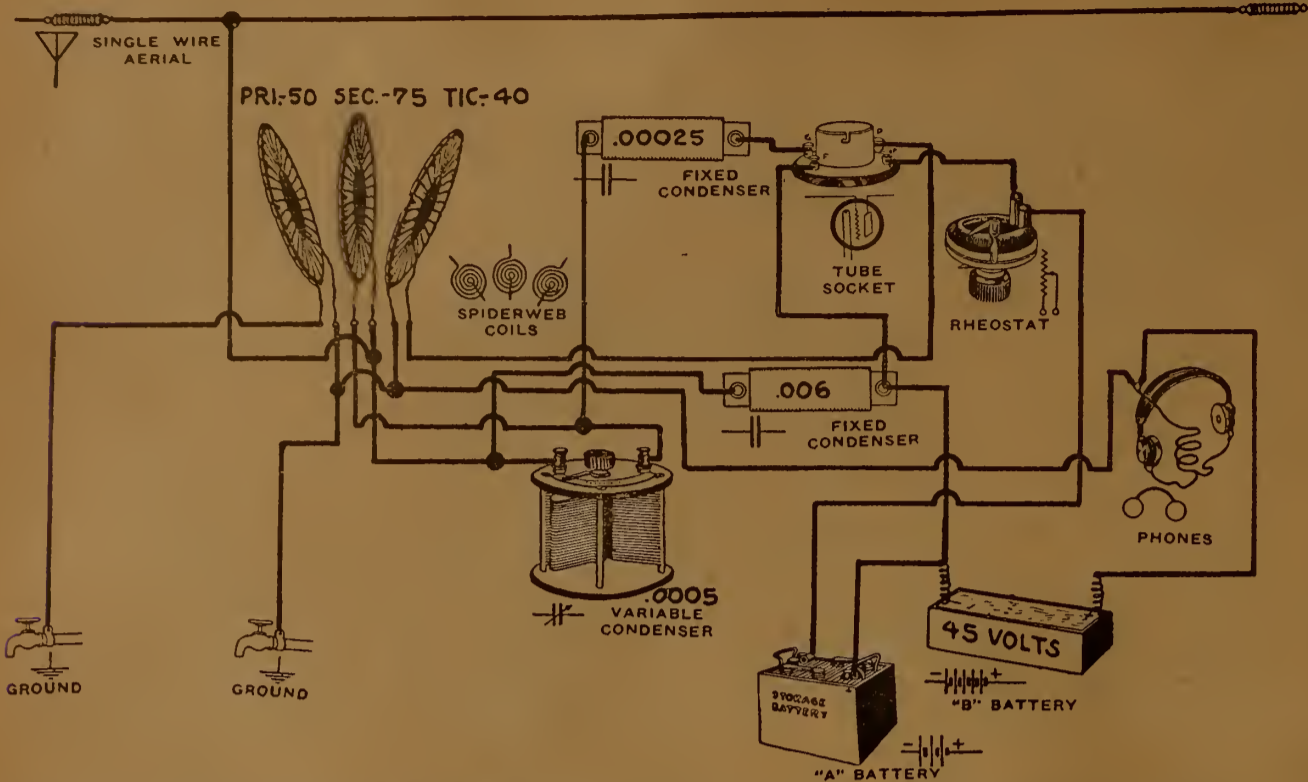 SINGLE WIRE
AERIAL
PRI.-50 SEC.-75 TIC.-40
.00025
FIXED
CONDENSER
TUBE
SOCKET
SPIDERWEB
COILS
RHEOSTAT
.006
FIXED
CONDENSER
PHONES
.0005
VARIABLE
CONDENSER
45 VOLTS
- +
"B" BATTERY
GROUND
GROUND
STORAGE
BATTERY
- +
"A" BATTERY